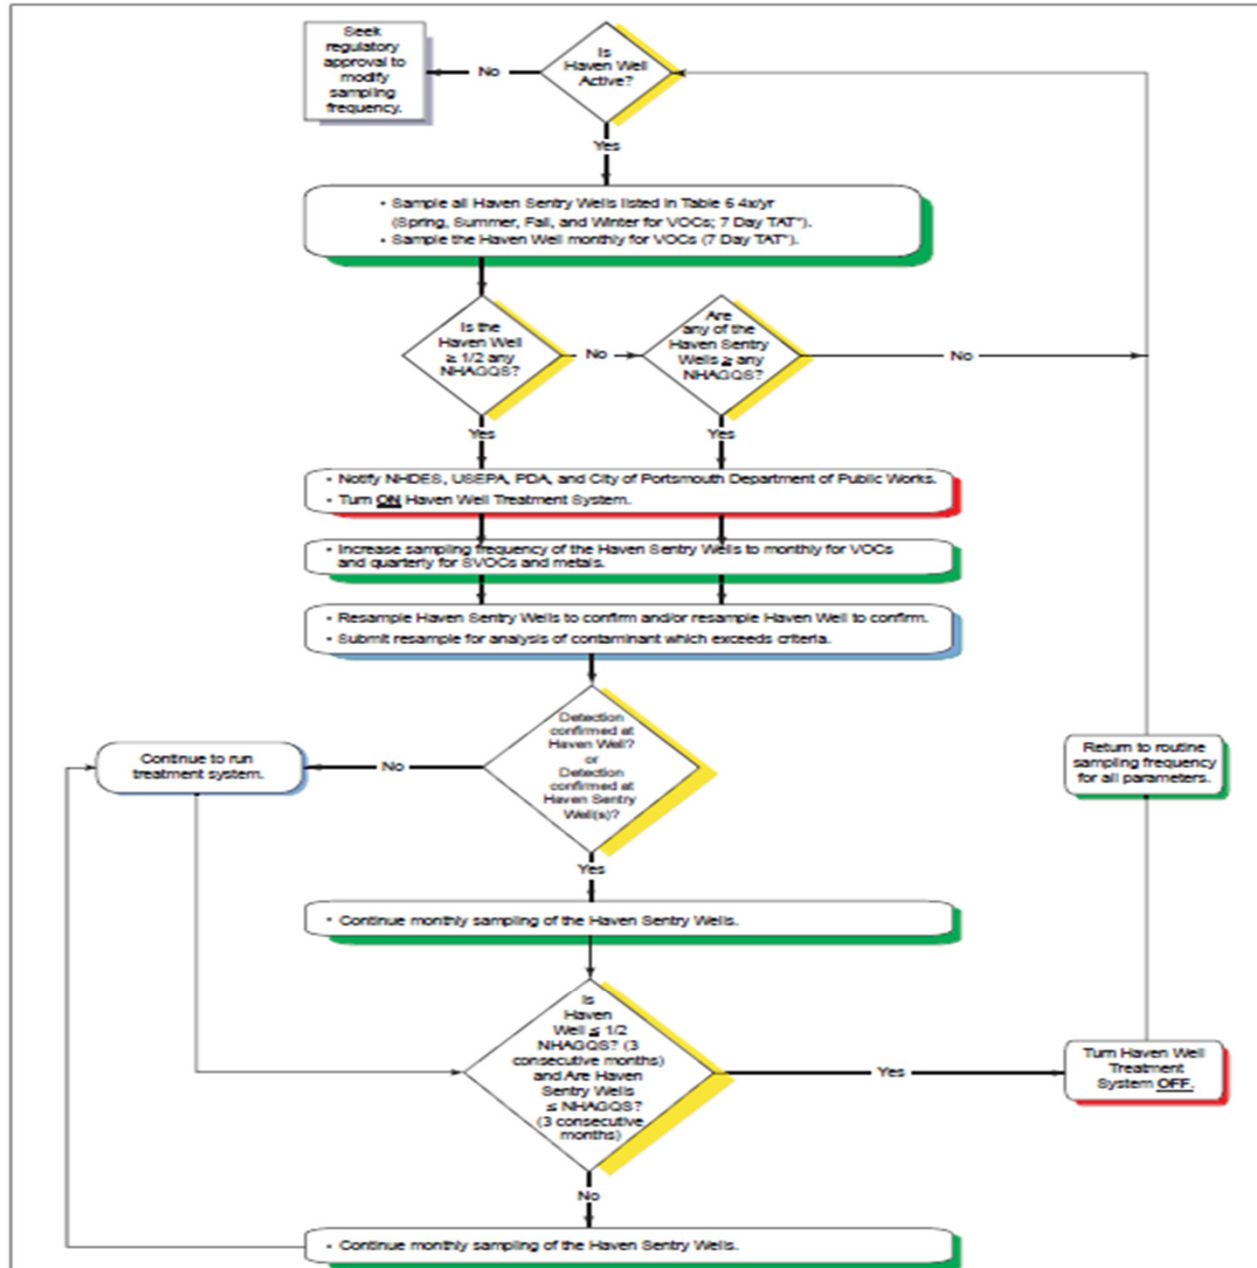 Seek
regulatory
approval to
modify
sampling
frequency.
No
Is
Haven Well
Active?
Yes
• Sample all Haven Sentry Wells listed in Table 6 4x/yr
(Spring, Summer, Fall, and Winter for VOCs; 7 Day TAT*).
• Sample the Haven Well monthly for VOCs (7 Day TAT*).
Is the
Haven Well
≥ 1/2 any
NHAGQS?
No
Are
any of the
Haven Sentry
Wells ≥ any
NHAGQS?
No
Yes
Yes
• Notify NHDES, USEPA, PDA, and City of Portsmouth Department of Public Works.
• Turn ON Haven Well Treatment System.
• Increase sampling frequency of the Haven Sentry Wells to monthly for VOCs
and quarterly for SVOCs and metals.
• Resample Haven Sentry Wells to confirm and/or resample Haven Well to confirm.
• Submit resample for analysis of contaminant which exceeds criteria.
Detection
confirmed at
Haven Well?
or
Detection
confirmed at
Haven Sentry
Well(s)?
No
Continue to run
treatment system.
Return to routine
sampling frequency
for all parameters.
Yes
• Continue monthly sampling of the Haven Sentry Wells.
Is
Haven
Well ≤ 1/2
NHAGQS? (3
consecutive months)
and Are Haven
Sentry Wells
≤ NHAGQS?
(3 consecutive
months)
Yes
Turn Haven Well
Treatment
System OFF.
No
• Continue monthly sampling of the Haven Sentry Wells.